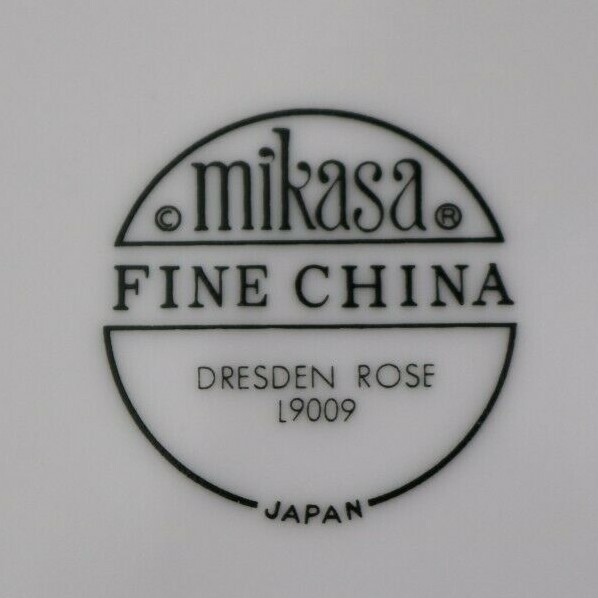 © mikasa ®
FINE CHINA
DRESDEN ROSE
L9009
JAPAN